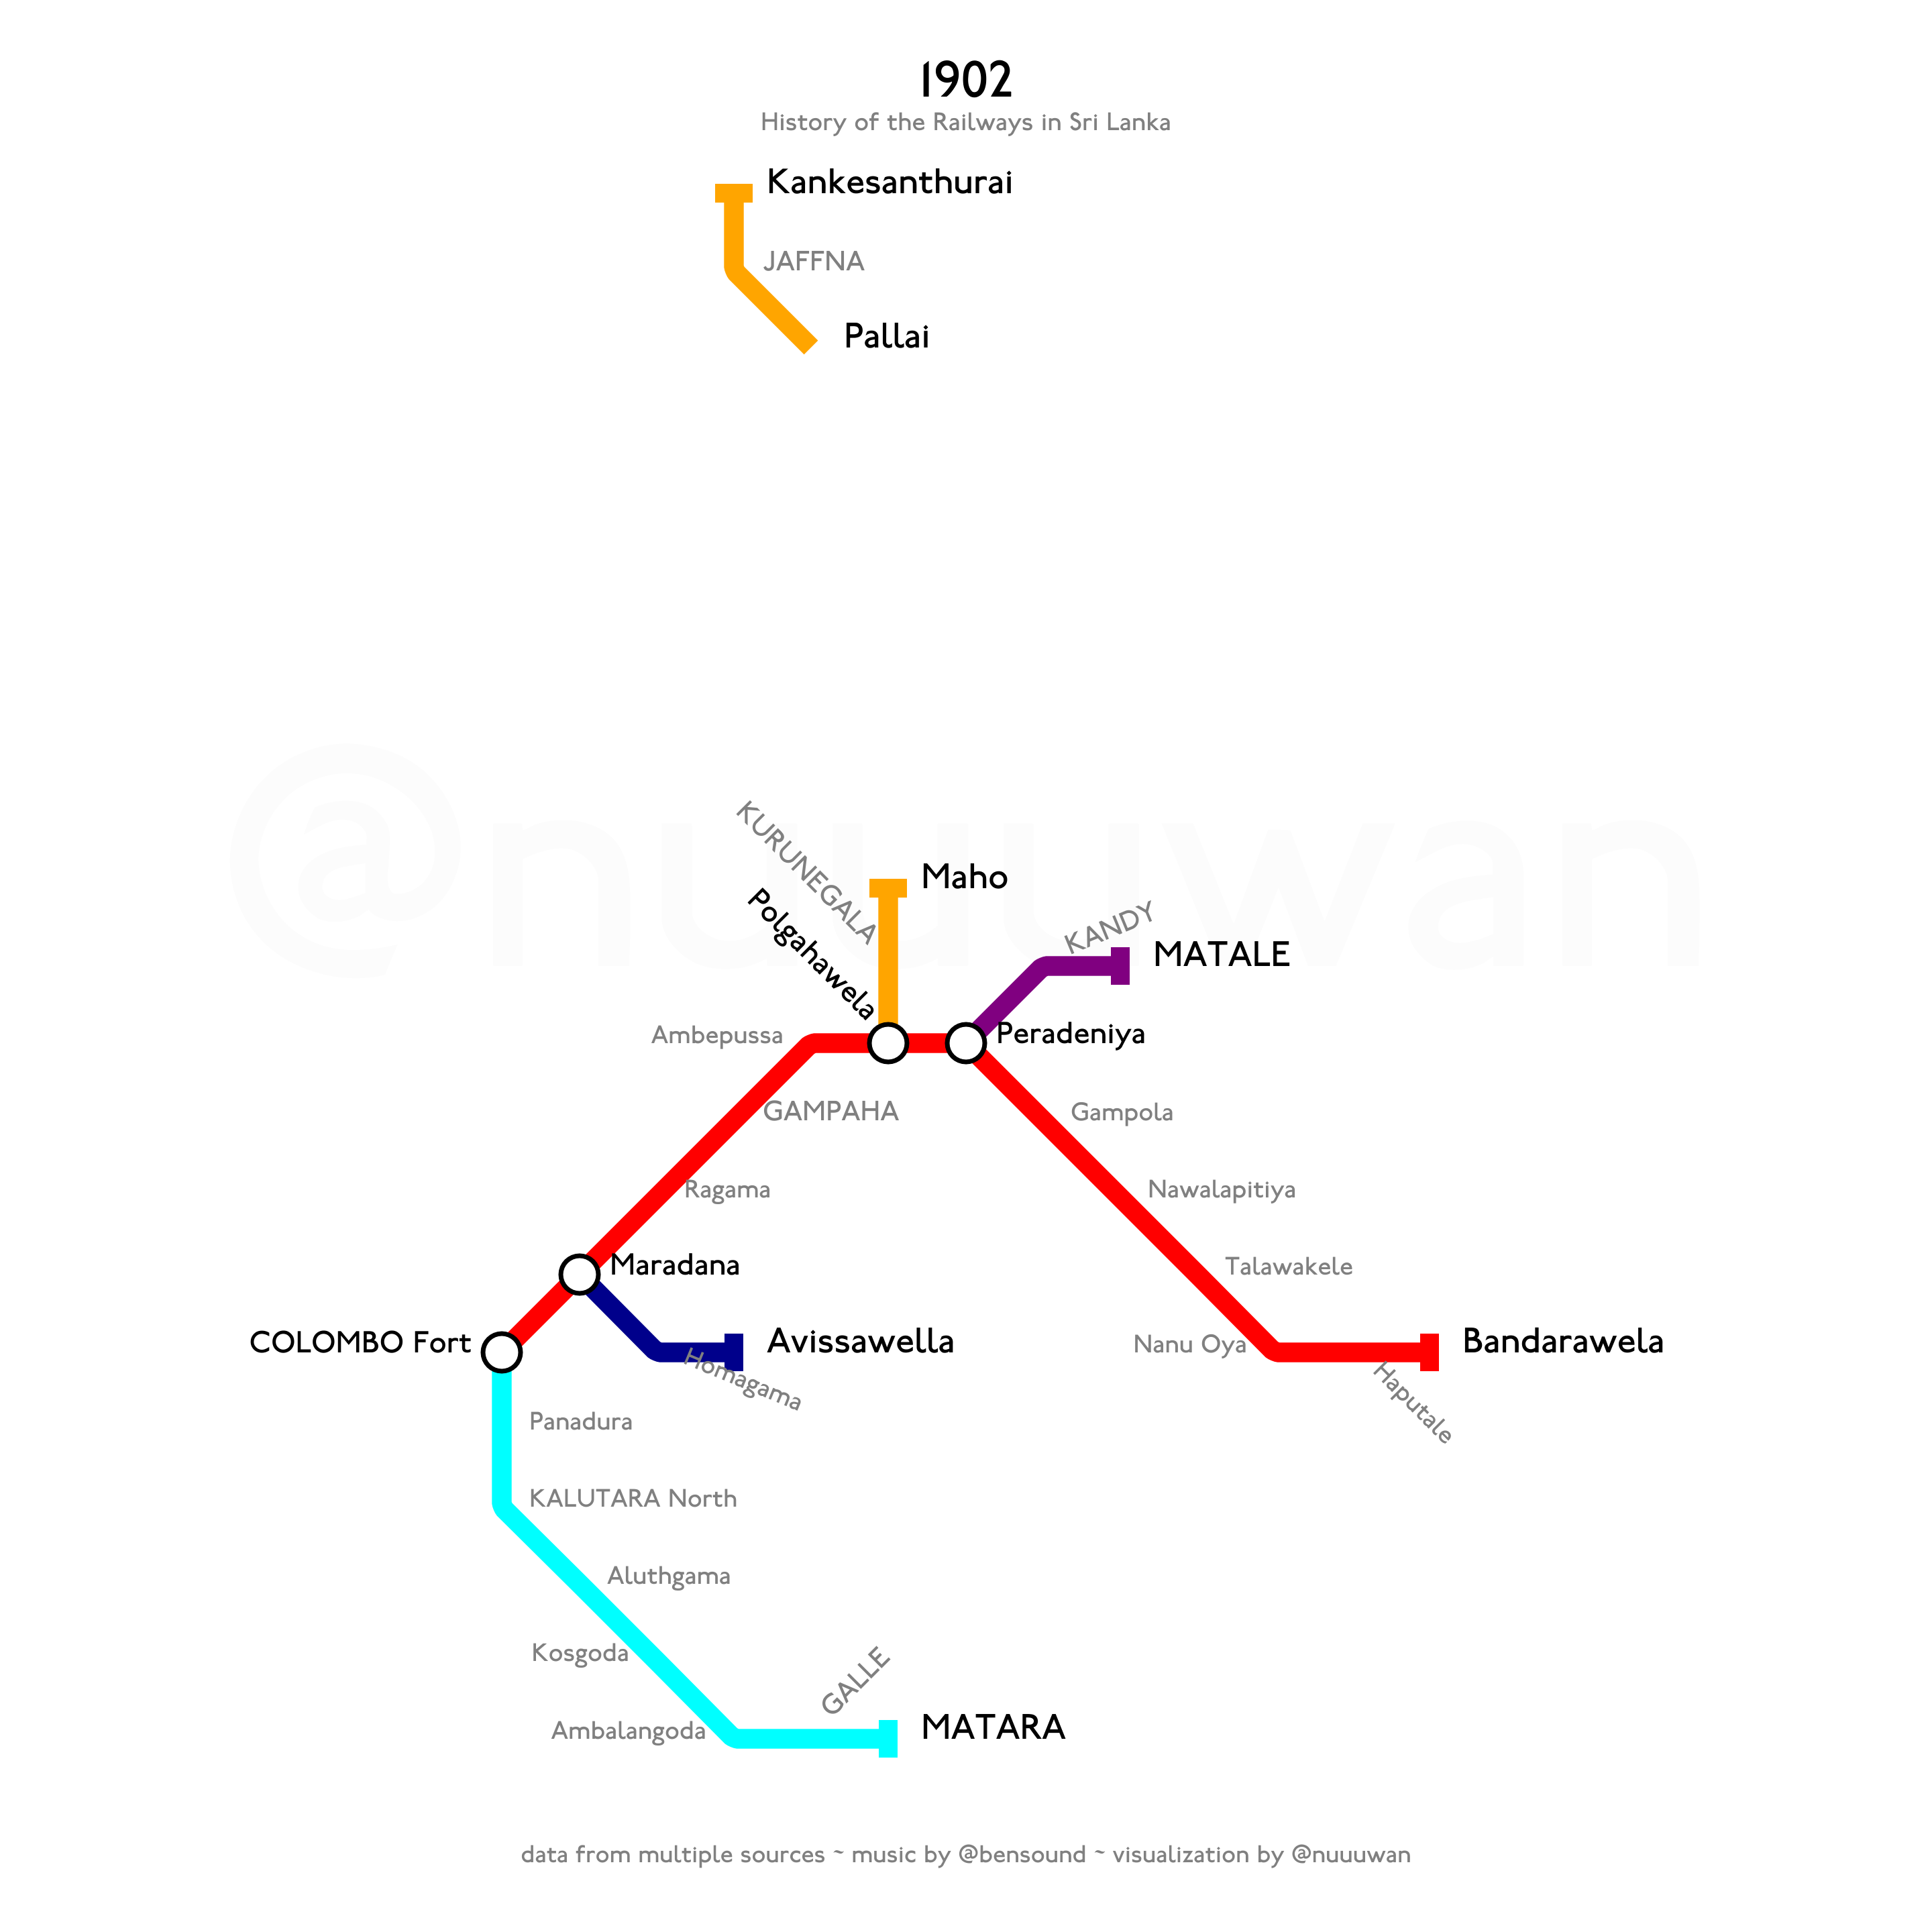 1902
History of the Railways in Sri Lanka
Kankesanthurai
JAFFNA
Pallai
@nuuuwan
KURUNEGALA
Maho
Polgahawela
KANDY
MATALE
Ambepussa
Peradeniya
GAMPAHA
Gampola
Ragama
Nawalapitiya
Maradana
Talawakele
COLOMBO Fort
Avissawella
Homagama
Nanu Oya
Bandarawela
Haputale
Panadura
KALUTARA North
Aluthgama
Kosgoda
GALLE
Ambalangoda
MATARA
data from multiple sources ~ music by @bensound ~ visualization by @nuuuwan